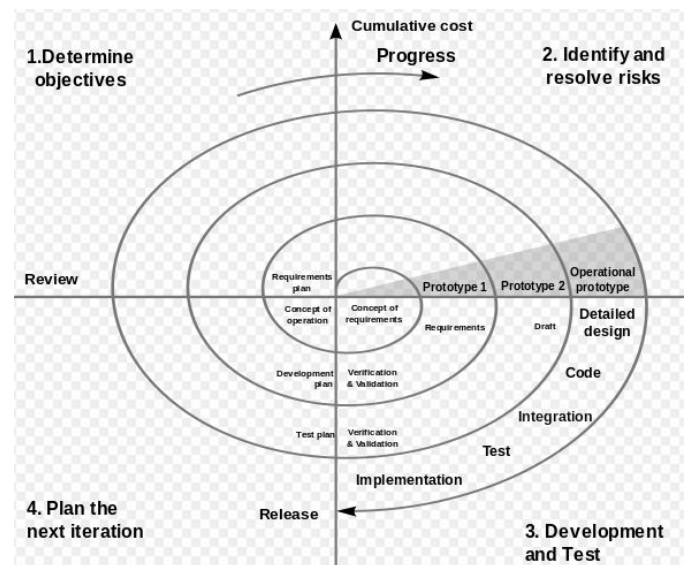 Cumulative cost
Progress
1.Determine
objectives
2. Identify and
resolve risks
Review
Requirements
plan
Prototype 1
Prototype 2
Operational
prototype
Concept of
operation
Concept of
requirements
Requirements
Draft
Detailed
design
Development
plan
Verification
& Validation
Code
Test plan
Verification
& Validation
Integration
Test
Implementation
Release
4. Plan the
next iteration
3. Development
and Test